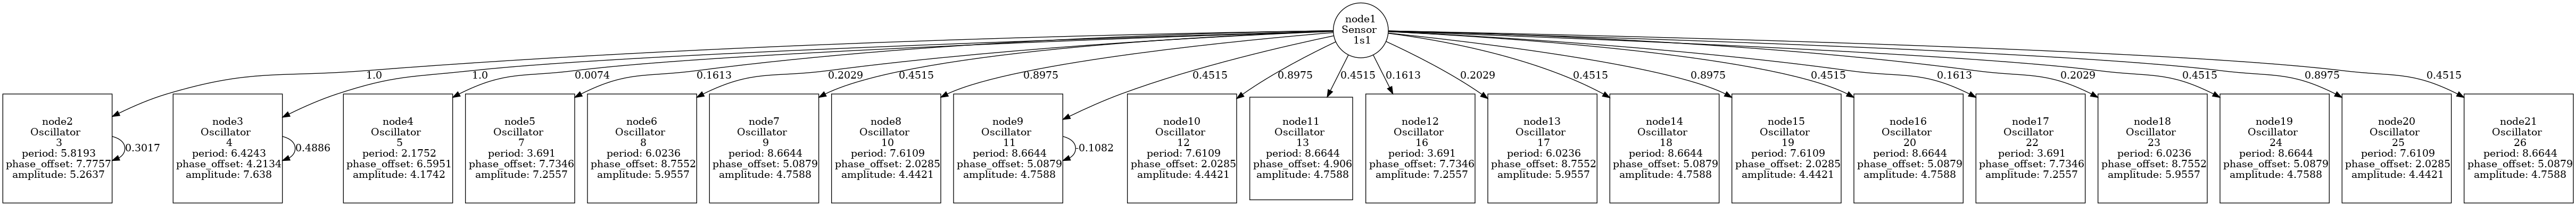 node1
Sensor
1s1
1.0
1.0
0.0074
0.1613
0.2029
0.4515
0.8975
0.4515
0.8975
0.4515
0.1613
0.2029
0.4515
0.8975
0.4515
0.1613
0.2029
0.4515
0.8975
0.4515
node2
Oscillator
3
period: 5.8193
phase_offset: 7.7757
amplitude: 5.2637
0.3017
node3
Oscillator
4
period: 6.4243
phase_offset: 4.2134
amplitude: 7.638
0.4886
node4
Oscillator
5
period: 2.1752
phase_offset: 6.5951
amplitude: 4.1742
node5
Oscillator
7
period: 3.691
phase_offset: 7.7346
amplitude: 7.2557
node6
Oscillator
8
period: 6.0236
phase_offset: 8.7552
amplitude: 5.9557
node7
Oscillator
9
period: 8.6644
phase_offset: 5.0879
amplitude: 4.7588
node8
Oscillator
10
period: 7.6109
phase_offset: 2.0285
amplitude: 4.4421
node9
Oscillator
11
period: 8.6644
phase_offset: 5.0879
amplitude: 4.7588
-0.1082
node10
Oscillator
12
period: 7.6109
phase_offset: 2.0285
amplitude: 4.4421
node11
Oscillator
13
period: 8.6644
phase_offset: 4.906
amplitude: 4.7588
node12
Oscillator
16
period: 3.691
phase_offset: 7.7346
amplitude: 7.2557
node13
Oscillator
17
period: 6.0236
phase_offset: 8.7552
amplitude: 5.9557
node14
Oscillator
18
period: 8.6644
phase_offset: 5.0879
amplitude: 4.7588
node15
Oscillator
19
period: 7.6109
phase_offset: 2.0285
amplitude: 4.4421
node16
Oscillator
20
period: 8.6644
phase_offset: 5.0879
amplitude: 4.7588
node17
Oscillator
22
period: 3.691
phase_offset: 7.7346
amplitude: 7.2557
node18
Oscillator
23
period: 6.0236
phase_offset: 8.7552
amplitude: 5.9557
node19
Oscillator
24
period: 8.6644
phase_offset: 5.0879
amplitude: 4.7588
node20
Oscillator
25
period: 7.6109
phase_offset: 2.0285
amplitude: 4.4421
node21
Oscillator
26
period: 8.6644
phase_offset: 5.0879
amplitude: 4.7588